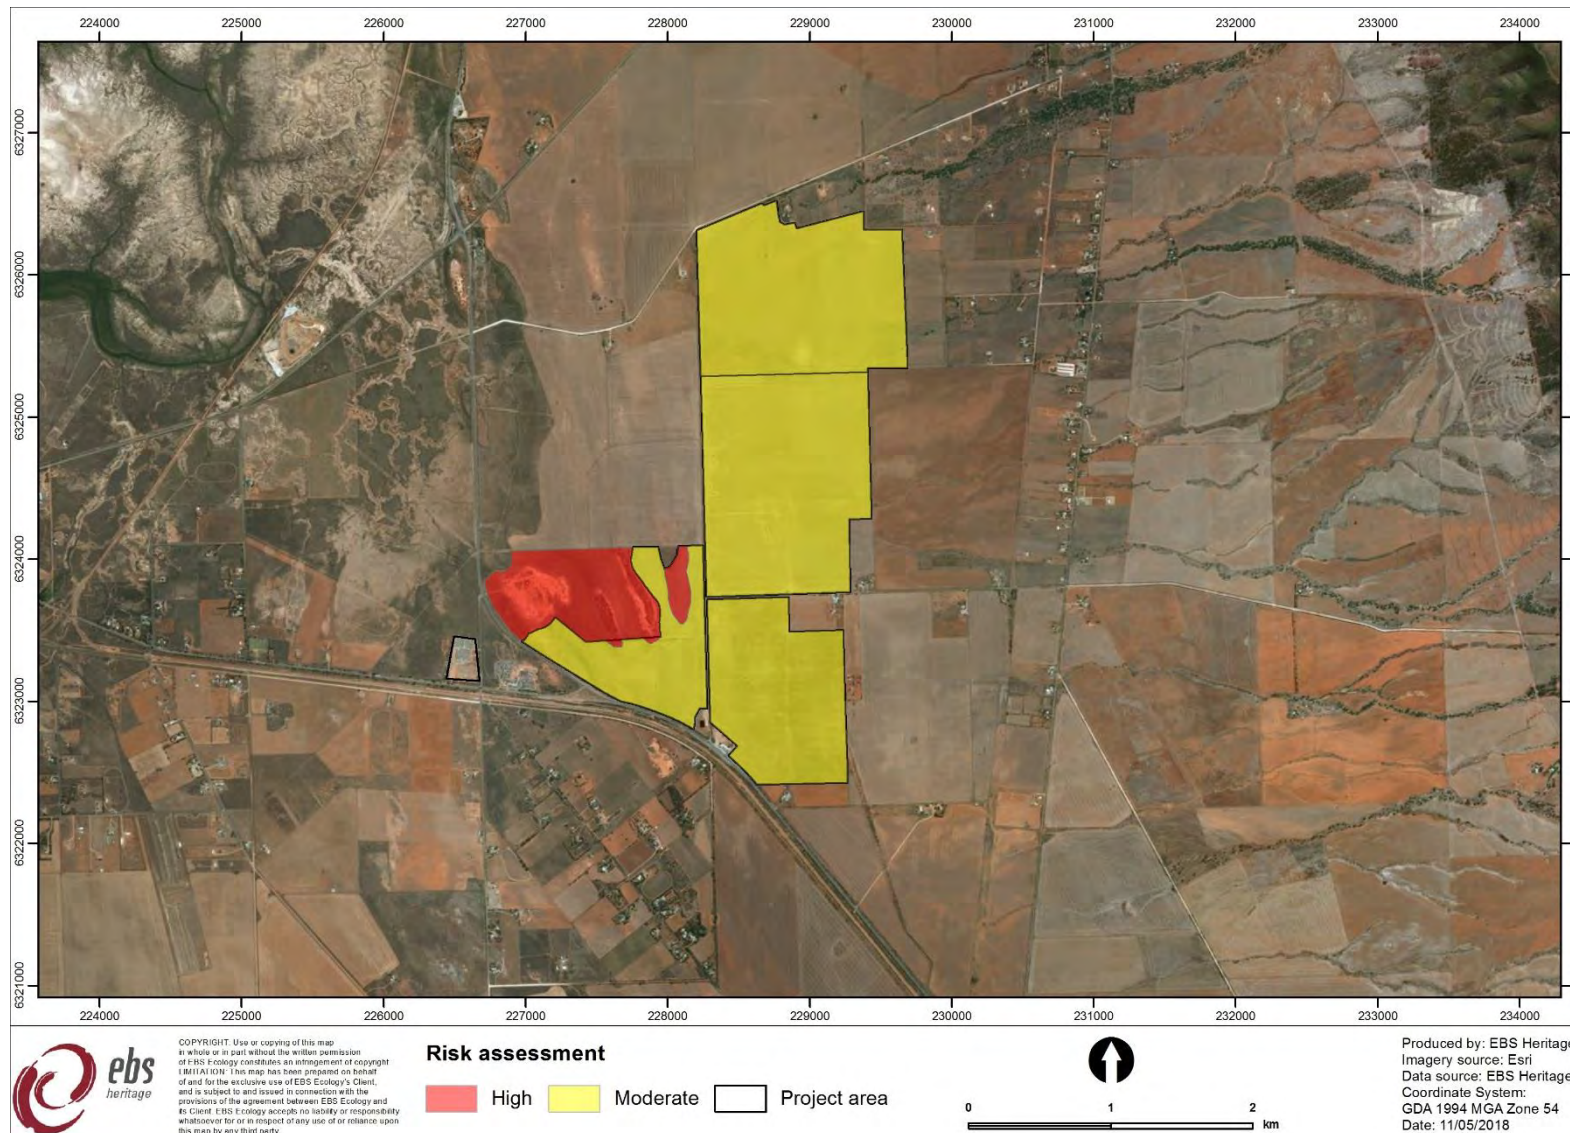 224000 225000 226000 227000 228000 229000 230000 231000 232000 233000 234000
6327000
6326000
6325000
6324000
6323000
6322000
6321000
224000 225000 226000 227000 228000 229000 230000 231000 232000 233000 234000
ebs
heritage
COPYRIGHT: Use or copying of this map
in whole or in part without the written permission
of EBS Ecology constitutes an infringement of copyright.
LIMITATION: This map has been prepared on behalf
of and for the exclusive use of EBS Ecology's Client,
and is subject to and issued in connection with the
provisions of the agreement between EBS Ecology and
its Client. EBS Ecology accepts no liability or responsibility
whatsoever for or in respect of any use of or reliance upon
this map by any third party.
Risk assessment
High
Moderate
Project area
0 1 2
km
Produced by: EBS Heritage
Imagery source: Esri
Data source: EBS Heritage
Coordinate System:
GDA 1994 MGA Zone 54
Date: 11/05/2018